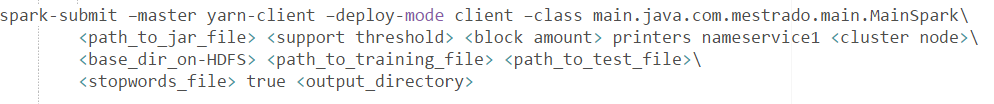 spark-submit –master yarn-client –deploy-mode client –class main.java.com.mestrado.main.MainSpark\
<path_to_jar_file> <support threshold> <block amount> printers nameservice1 <cluster node>\
<base_dir_on-HDFS> <path_to_training_file> <path_to_test_file>\
<stopwords_file> true <output_directory>